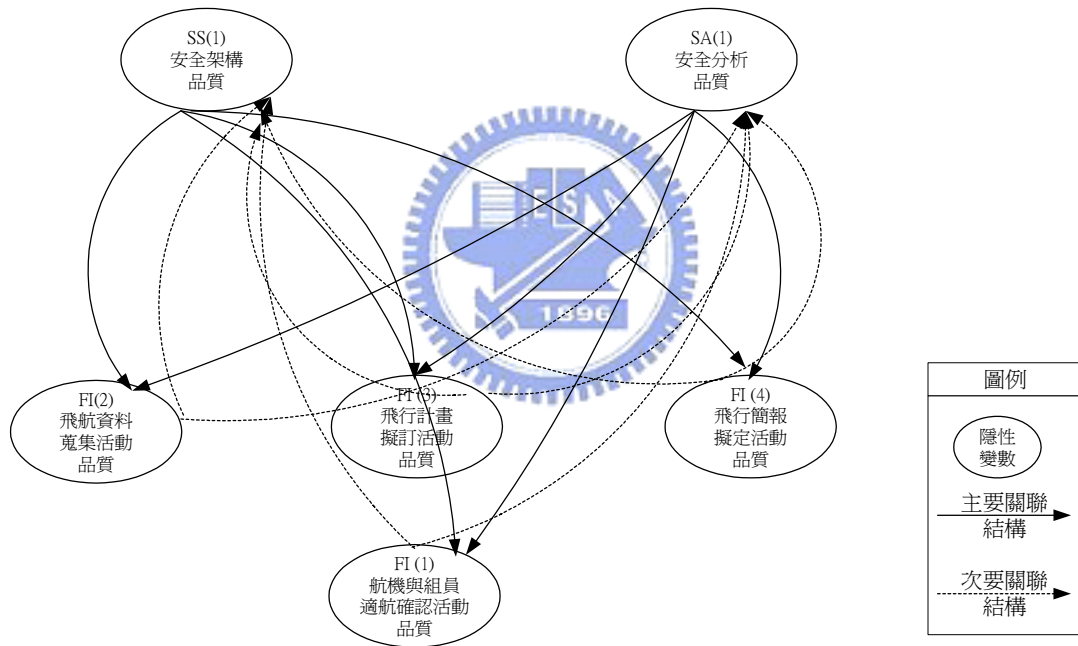 SS(1)
安全架構
品質
SA(1)
安全分析
品質
ES
1896
FI(2)
飛航資料
蒐集活動
品質
FI (3)
飛行計畫
擬訂活動
品質
FI (4)
飛行簡報
擬定活動
品質
FI (1)
航機與組員
適航確認活動
品質
圖例
隱性
變數
主要關聯
結構
次要關聯
結構